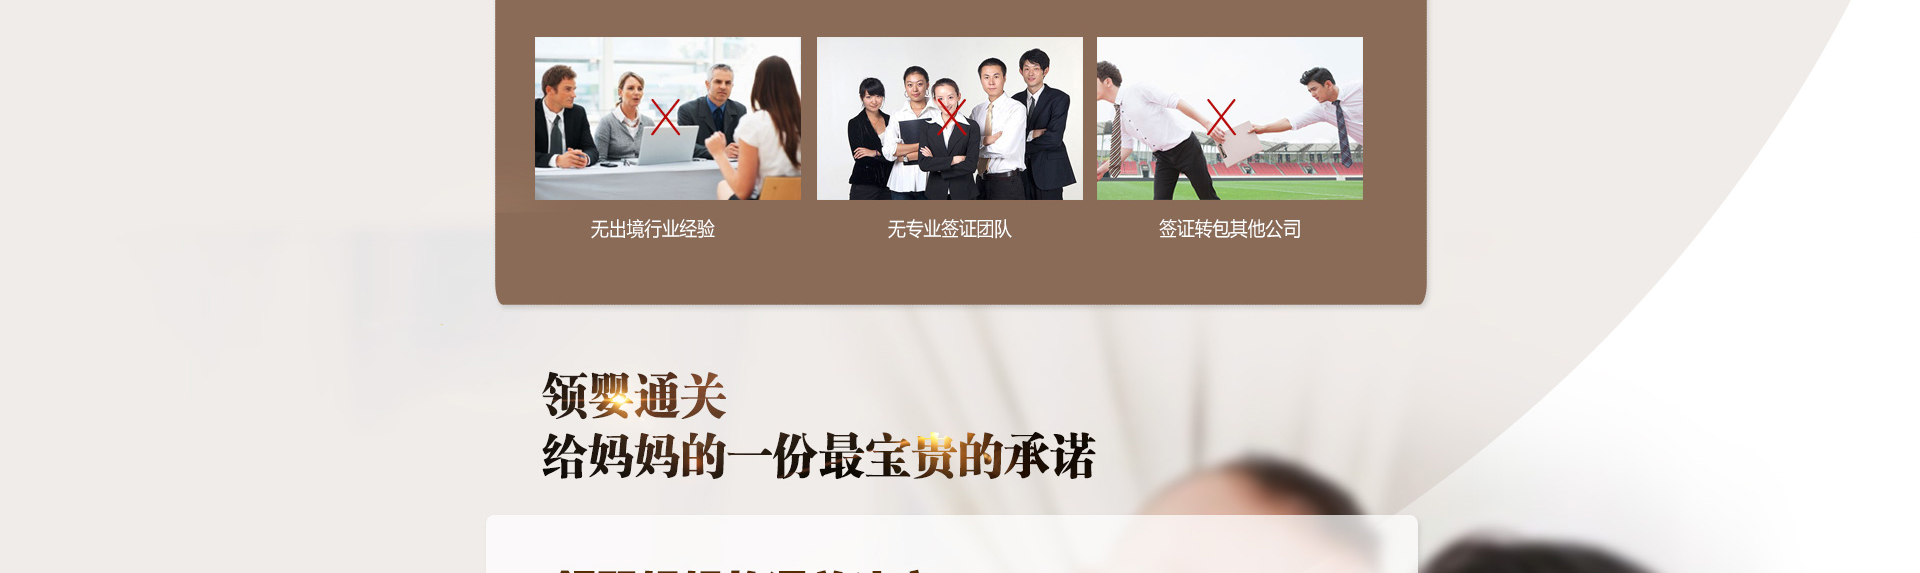 无出境行业经验
无专业签证团队
签证转包其他公司
领婴通关
给妈妈的一份最宝贵的承诺